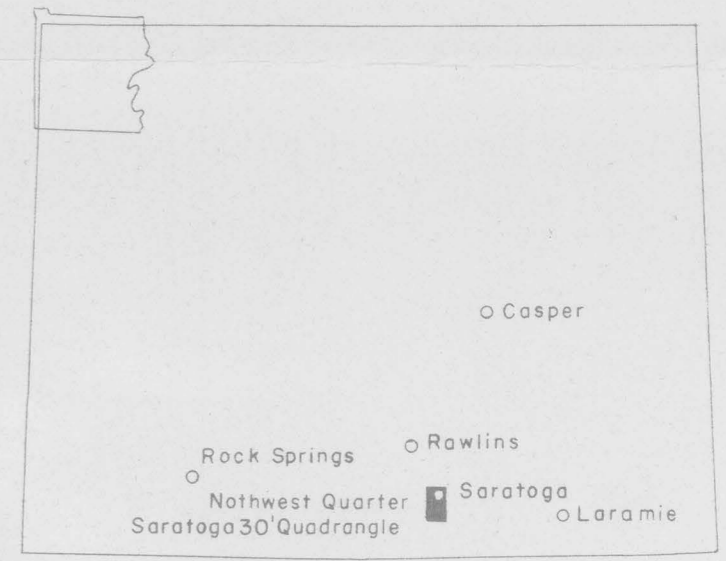 Casper
Rawlins
Rock Springs
Nothwest Quarter
Saratoga 30' Quadrangle
Saratoga
Laramie